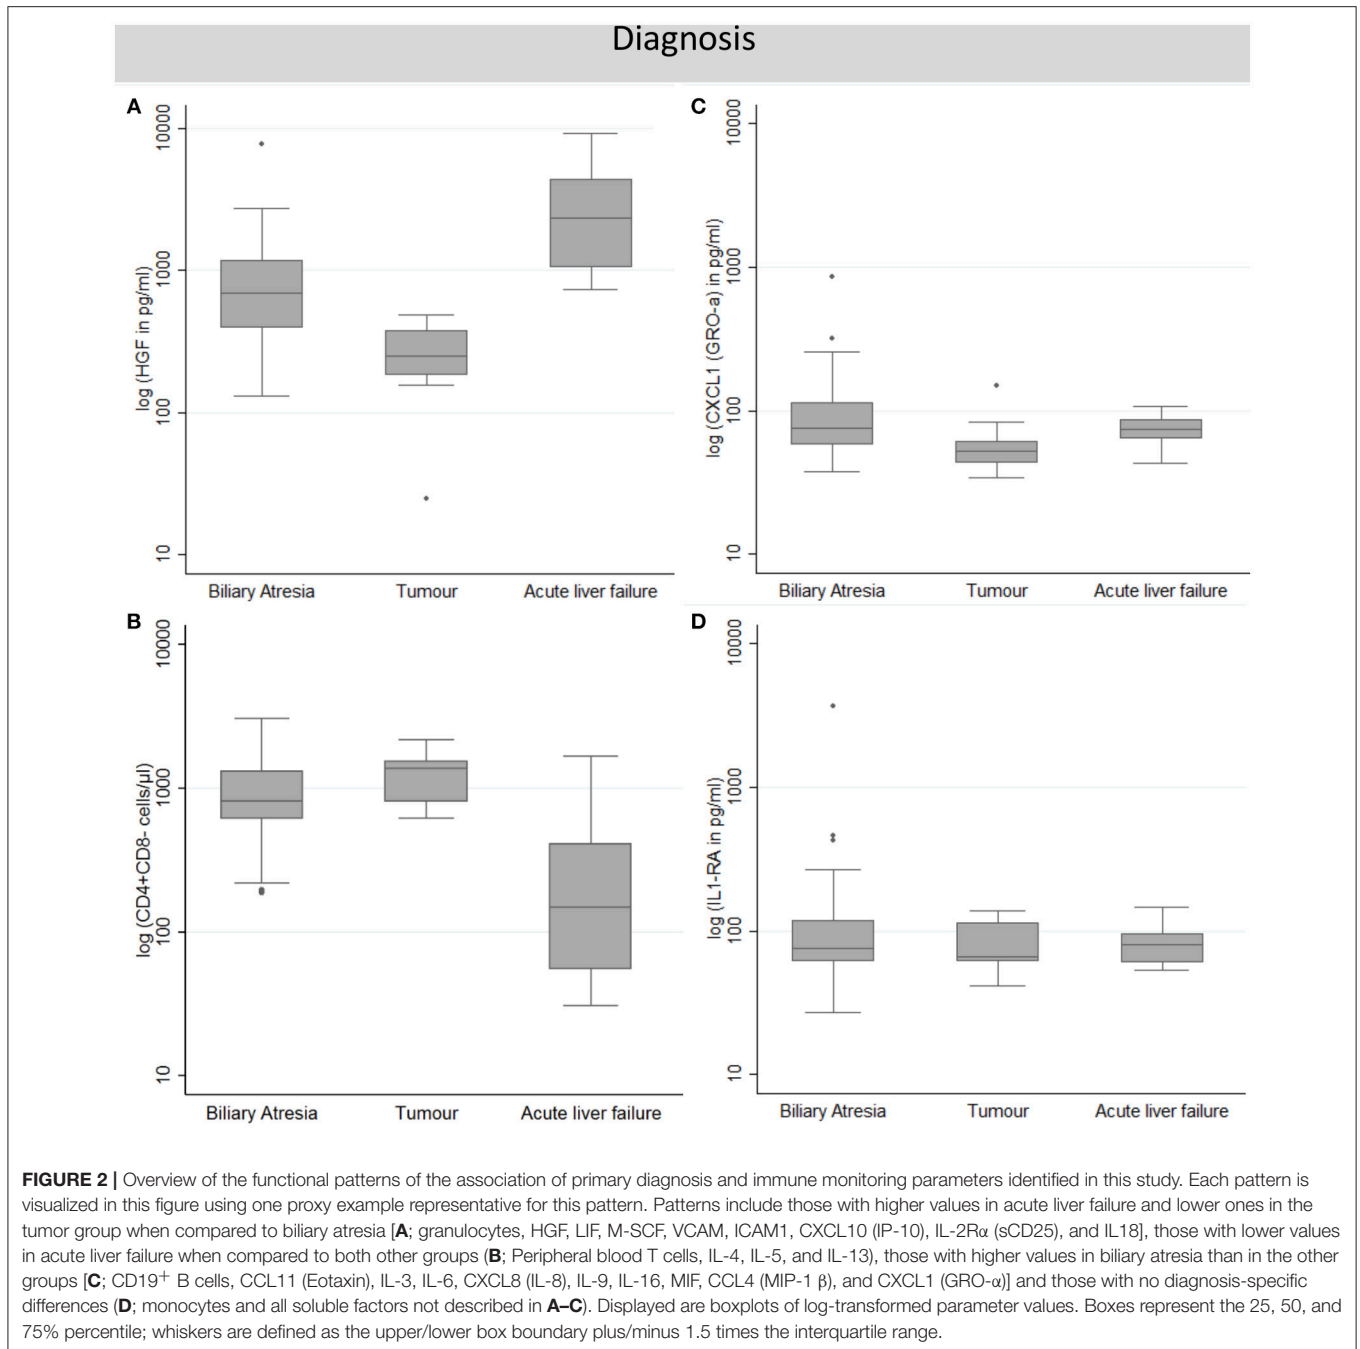 Diagnosis
A
log (HGF in pg/ml)
10000
1000
100
10
Biliary Atresia Tumour Acute liver failure
C
log (CXCL1 (GRO-a) in pg/ml)
10000
1000
100
10
Biliary Atresia Tumour Acute liver failure
B
log (CD4+CD8- cells/µl)
10000
1000
100
10
Biliary Atresia Tumour Acute liver failure
D
log (IL1-RA in pg/ml)
10000
1000
100
10
Biliary Atresia Tumour Acute liver failure
FIGURE 2 | Overview of the functional patterns of the association of primary diagnosis and immune monitoring parameters identified in this study. Each pattern is
visualized in this figure using one proxy example representative for this pattern. Patterns include those with higher values in acute liver failure and lower ones in the
tumor group when compared to biliary atresia [A; granulocytes, HGF, LIF, M-SCF, VCAM, ICAM1, CXCL10 (IP-10), IL-2Rα (sCD25), and IL18], those with lower values
in acute liver failure when compared to both other groups (B; Peripheral blood T cells, IL-4, IL-5, and IL-13), those with higher values in biliary atresia than in the other
groups [C; CD19+ B cells, CCL11 (Eotaxin), IL-3, IL-6, CXCL8 (IL-8), IL-9, IL-16, MIF, CCL4 (MIP-1 β), and CXCL1 (GRO-α)] and those with no diagnosis-specific
differences (D; monocytes and all soluble factors not described in A–C). Displayed are boxplots of log-transformed parameter values. Boxes represent the 25, 50, and
75% percentile; whiskers are defined as the upper/lower box boundary plus/minus 1.5 times the interquartile range.